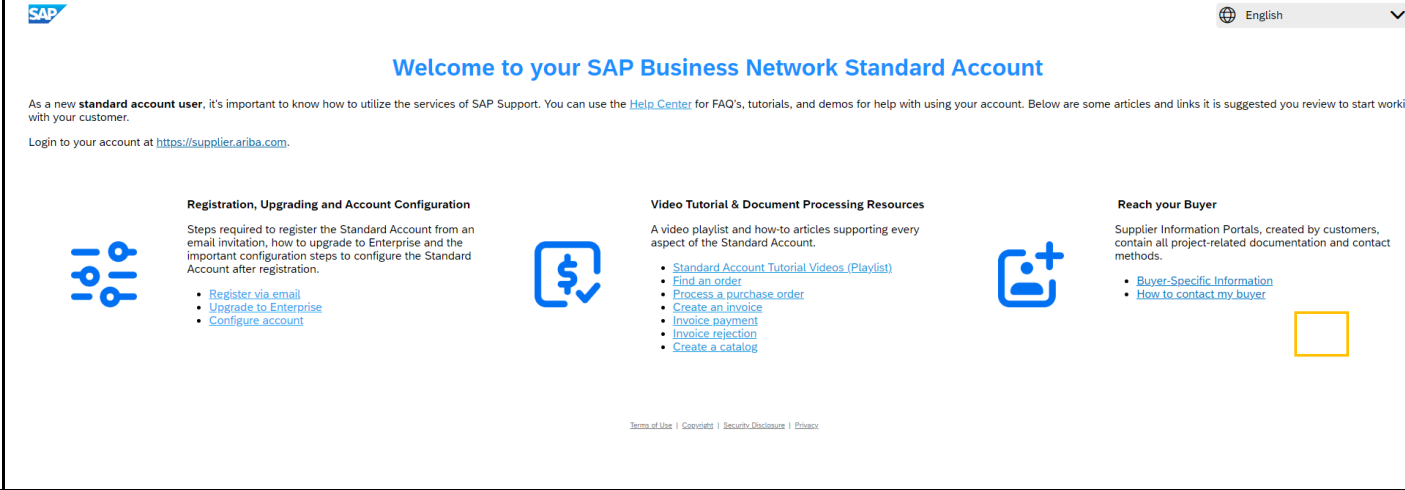 SAP
English
Welcome to your SAP Business Network Standard Account
As a new standard account user, it's important to know how to utilize the services of SAP Support. You can use the Help Center for FAQ's, tutorials, and demos for help with using your account. Below are some articles and links it is suggested you review to start worki
with your customer.
Login to your account at https://supplier.ariba.com.
Registration, Upgrading and Account Configuration
Steps required to register the Standard Account from an
email invitation, how to upgrade to Enterprise and the
important configuration steps to configure the Standard
Account after registration.
• Register via email
• Upgrade to Enterprise
• Configure account
Video Tutorial & Document Processing Resources
A video playlist and how-to articles supporting every
aspect of the Standard Account.
• Standard Account Tutorial Videos (Playlist)
• Find an order
• Process a purchase order
• Create an invoice
• Invoice payment
• Invoice rejection
• Create a catalog
Reach your Buyer
Supplier Information Portals, created by customers,
contain all project-related documentation and contact
methods.
• Buyer-Specific Information
• How to contact my buyer
Terms of Use | Copyright | Security Disclosure | Privacy